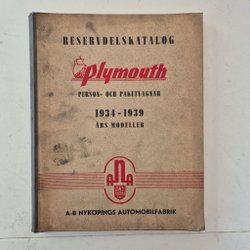 RESERVDELSKATALOG
Plymouth
PERSON- OCH PAKETVAGNAR
1934-1939
ÅRS MODELLER
ANA
A-B NYKÖPINGS AUTOMOBILFABRIK